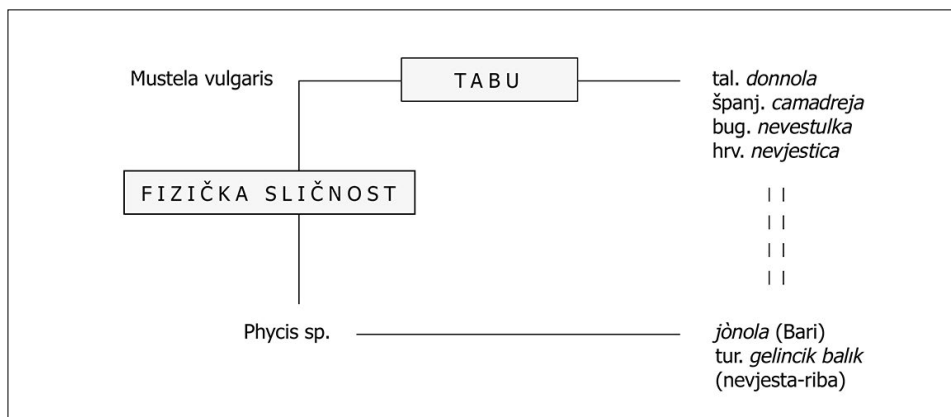 Mustela vulgaris
TABU
tal. donnola
španj. camadreja
bug. nevestulka
hrv. nevjestica
FIZIČKA SLIČNOST
Phycis sp.
jònola (Bari)
tur. gelincik balık
(nevjesta-riba)